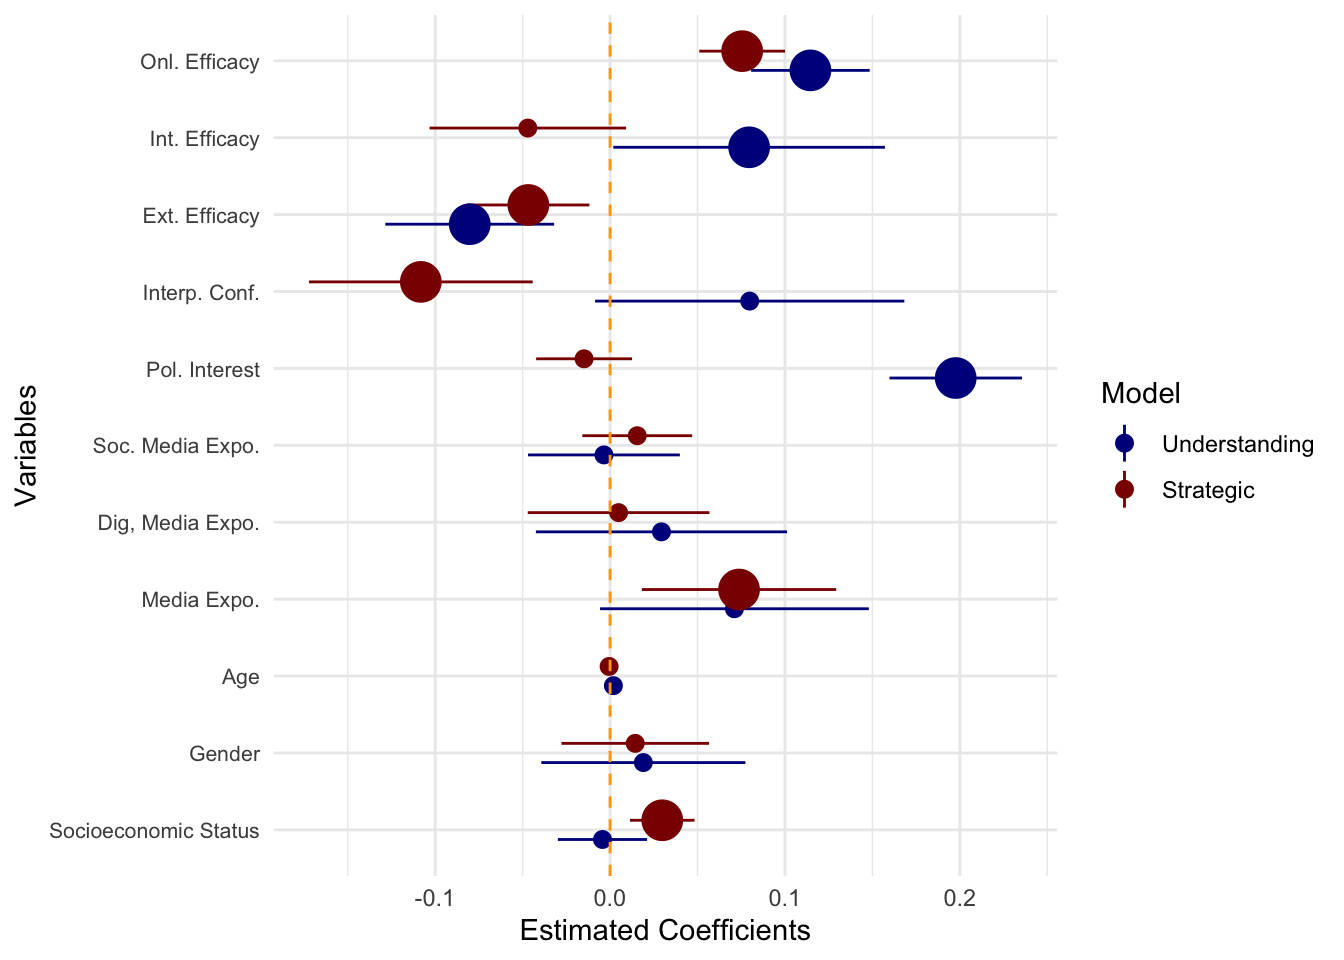 Onl. Efficacy
Int. Efficacy
Ext. Efficacy
Interp. Conf.
Pol. Interest
Soc. Media Expo.
Dig, Media Expo.
Media Expo.
Age
Gender
Socioeconomic Status
Variables
-0.1 0.0 0.1 0.2
Estimated Coefficients
Model
Understanding
Strategic